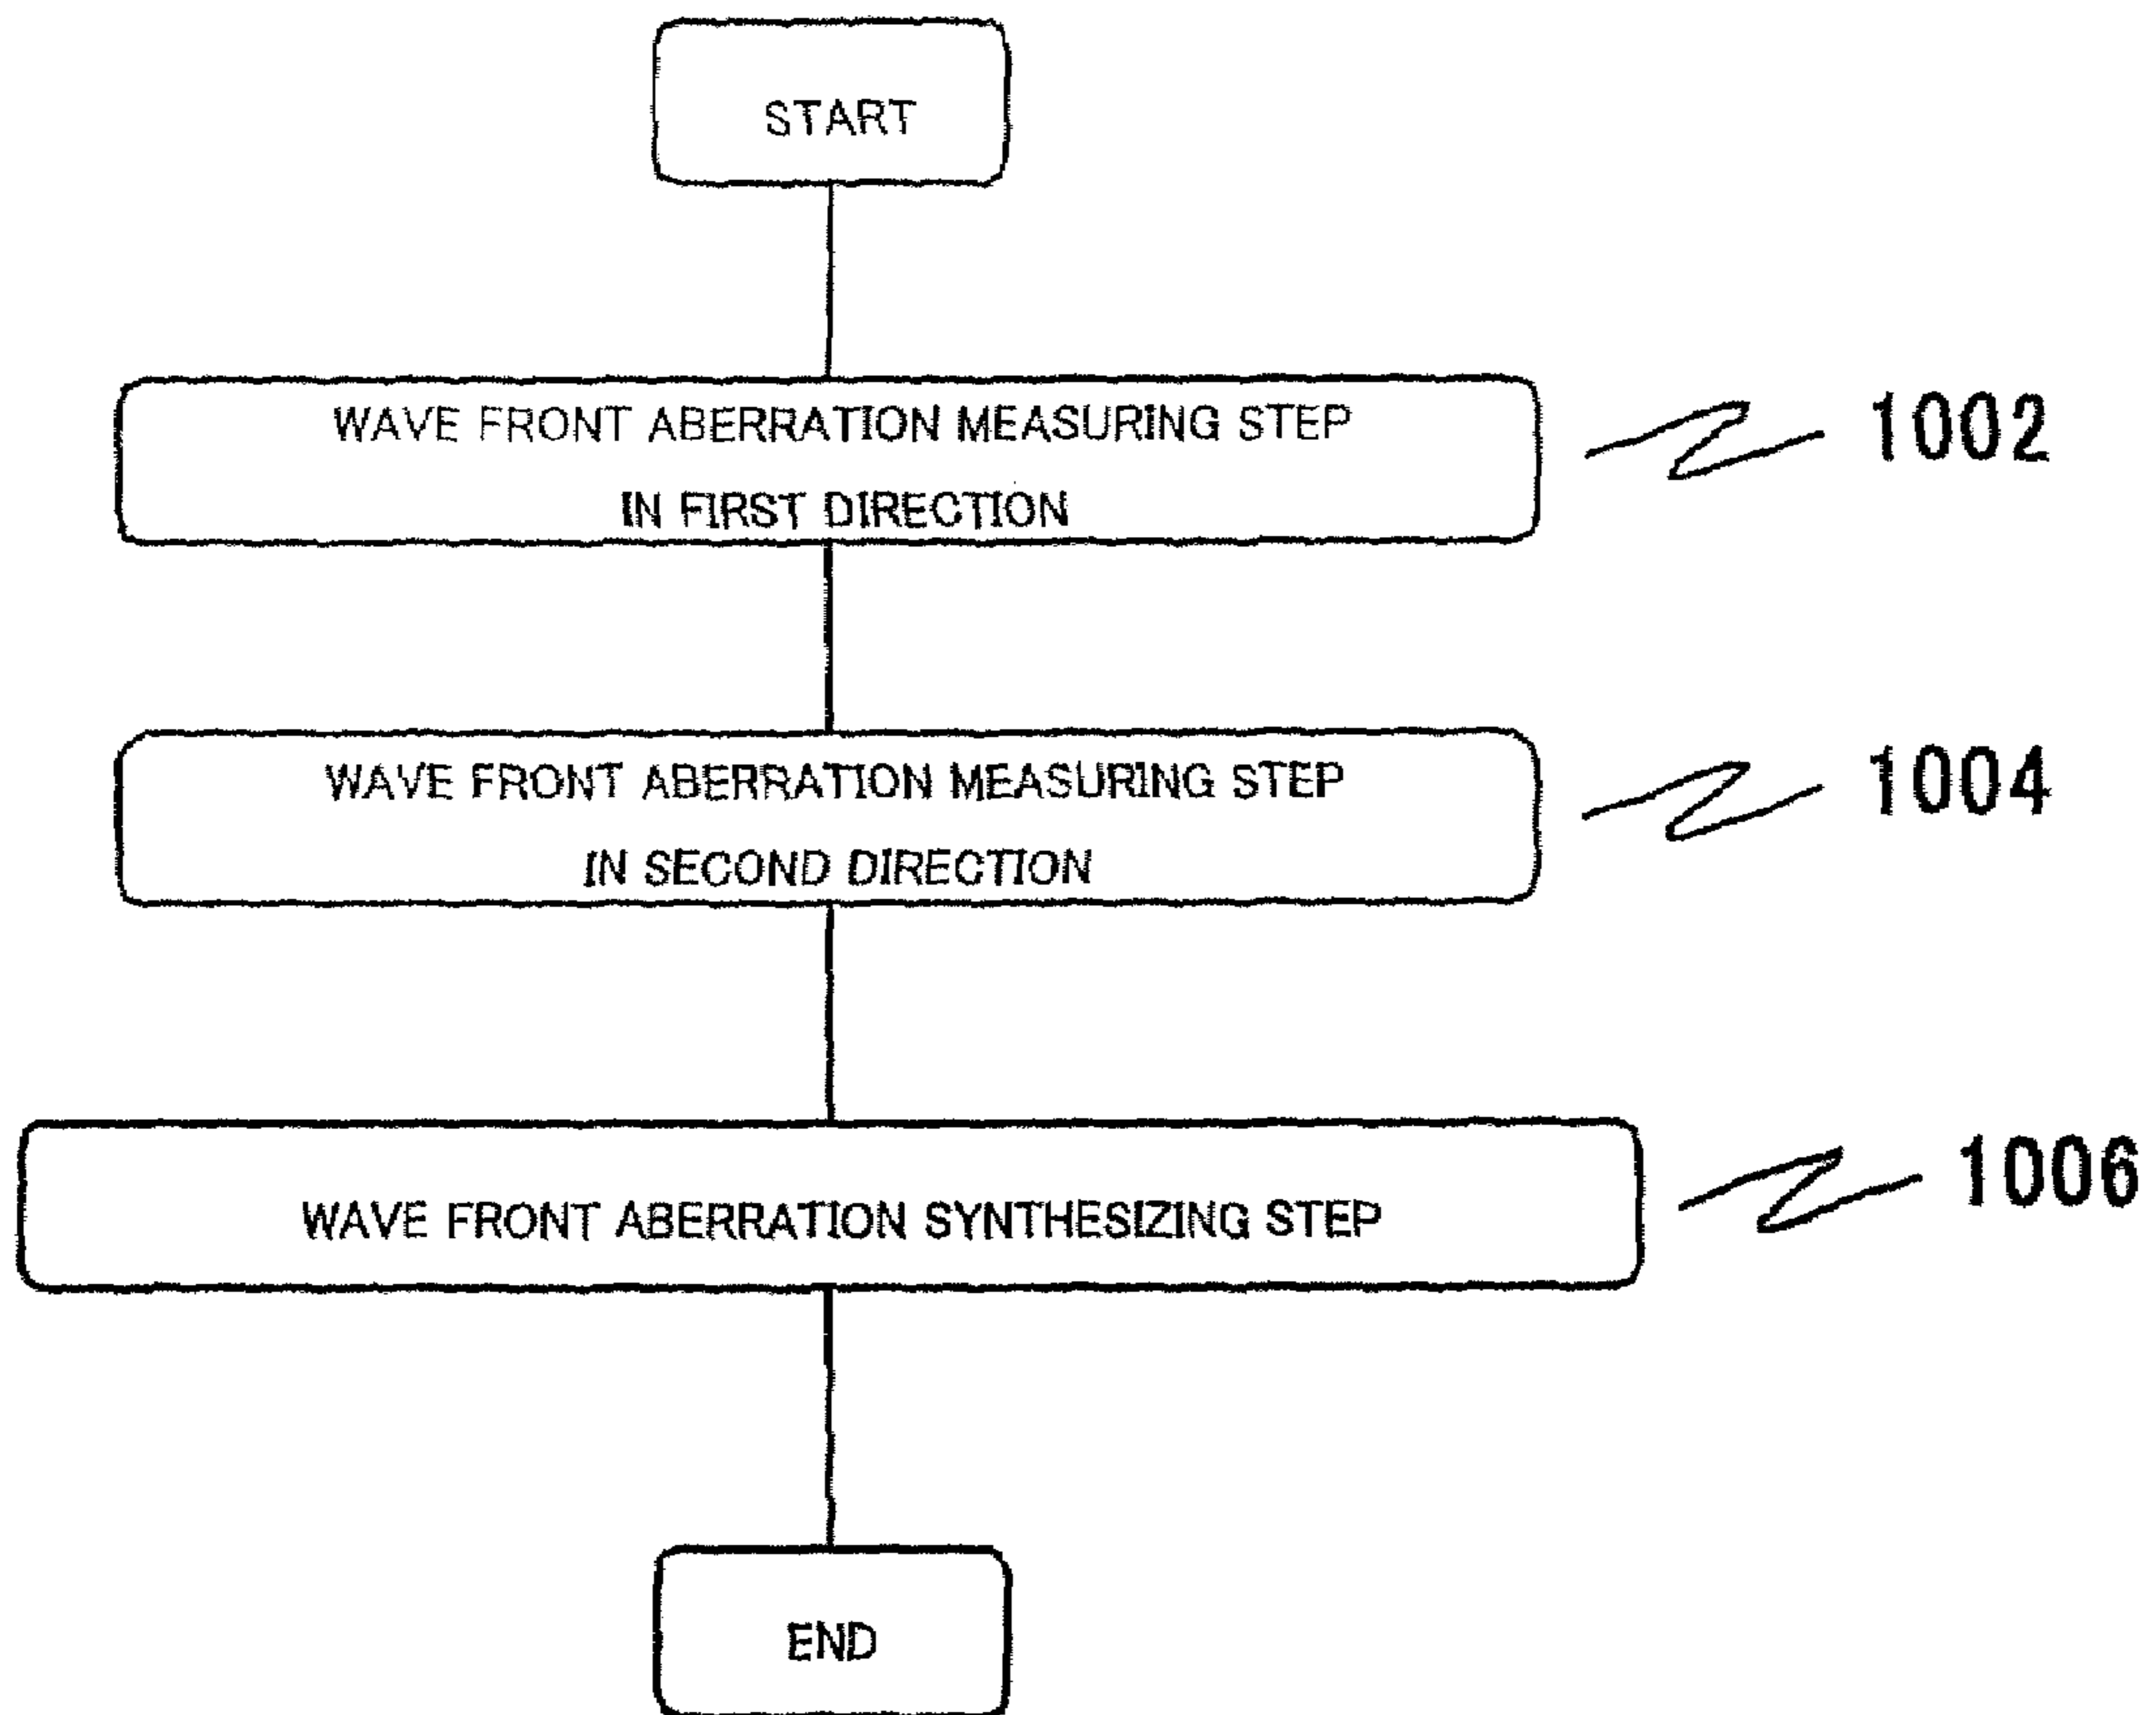 START
WAVE FRONT ABERRATION MEASURING STEP
IN FIRST DIRECTION
1002
WAVE FRONT ABERRATION MEASURING STEP
IN SECOND DIRECTION
1004
WAVE FRONT ABERRATION SYNTHESIZING STEP
1006
END